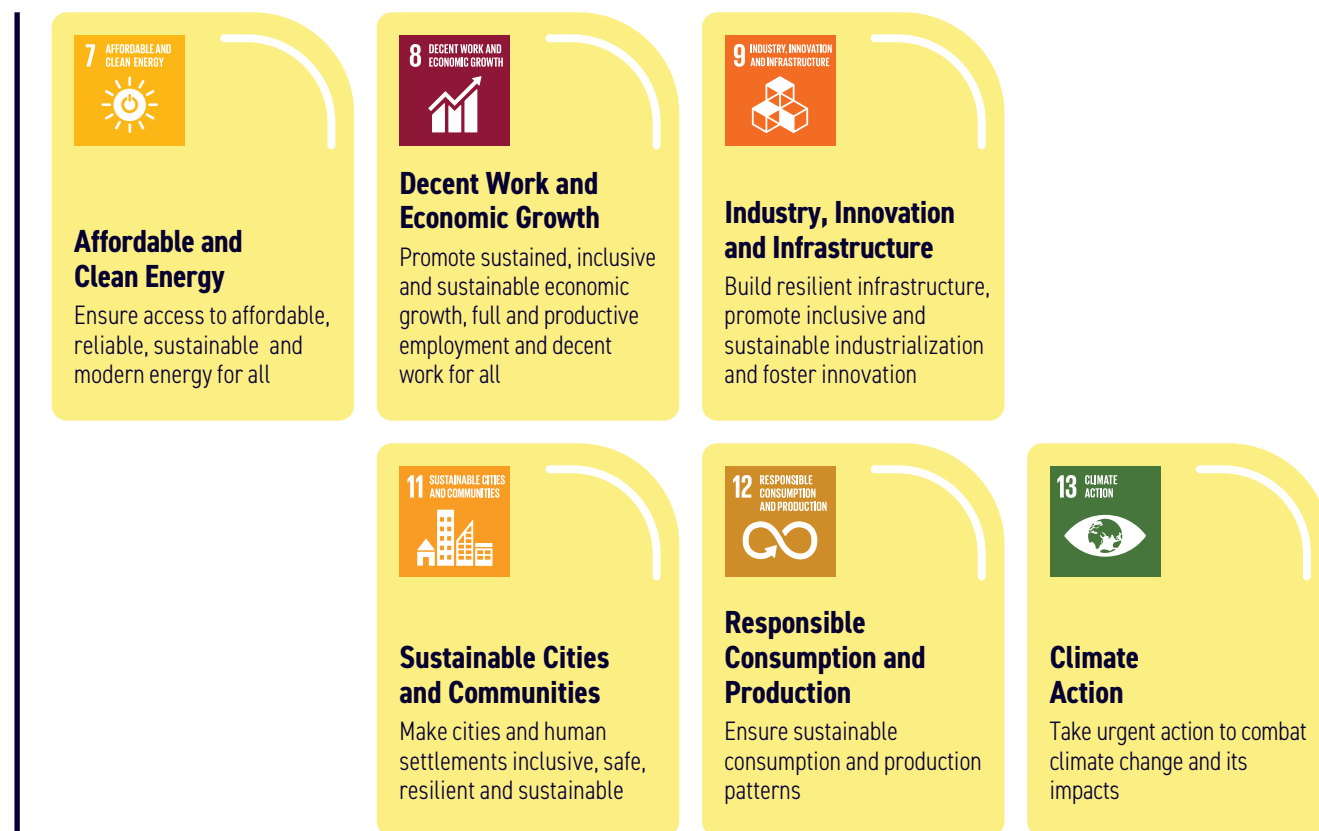 7 AFFORDABLE AND
CLEAN ENERGY
Affordable and
Clean Energy
Ensure access to affordable,
reliable, sustainable and
modern energy for all
8 DECENT WORK AND
ECONOMIC GROWTH
Decent Work and
Economic Growth
Promote sustained, inclusive
and sustainable economic
growth, full and productive
employment and decent
work for all
9 INDUSTRY, INNOVATION
AND INFRASTRUCTURE
Industry, Innovation
and Infrastructure
Build resilient infrastructure,
promote inclusive and
sustainable industrialization
and foster innovation
11 SUSTAINABLE CITIES
AND COMMUNITIES
Sustainable Cities
and Communities
Make cities and human
settlements inclusive, safe,
resilient and sustainable
12 RESPONSIBLE
CONSUMPTION
AND PRODUCTION
Responsible
Consumption and
Production
Ensure sustainable
consumption and production
patterns
13 CLIMATE
ACTION
Climate
Action
Take urgent action to combat
climate change and its
impacts